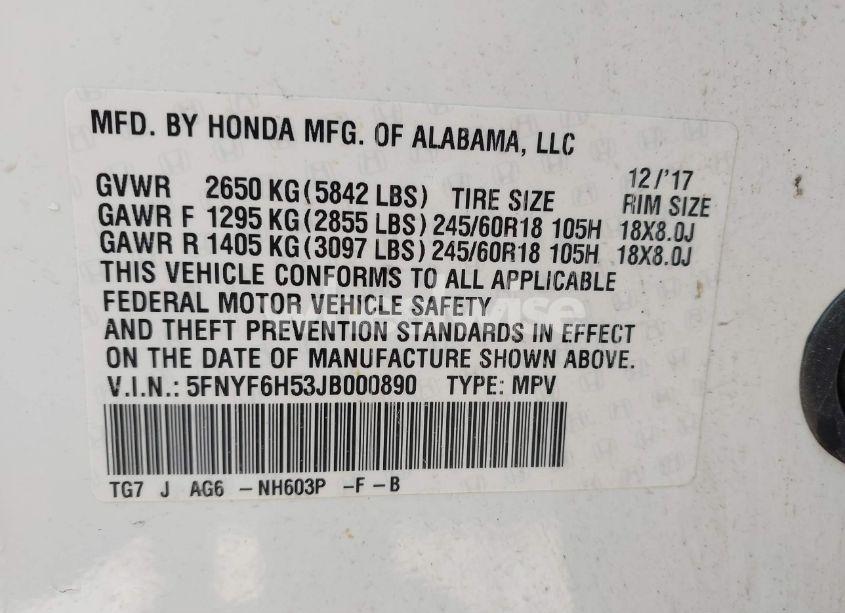 MFD. BY HONDA MFG. OF ALABAMA, LLC
12/'17
GVWR 2650 KG(5842 LBS) TIRE SIZE RIM SIZE
GAWR F 1295 KG(2855 LBS) 245/60R18 105H 18X8.0J
GAWR R 1405 KG(3097 LBS) 245/60R18 105H 18X8.0J
THIS VEHICLE CONFORMS TO ALL APPLICABLE
FEDERAL MOTOR VEHICLE SAFETY
AND THEFT PREVENTION STANDARDS IN EFFECT
ON THE DATE OF MANUFACTURE SHOWN ABOVE.
V.I.N.: 5FNYF6H53JB000890 TYPE: MPV
TG7 J AG6 - NH603P - F - B